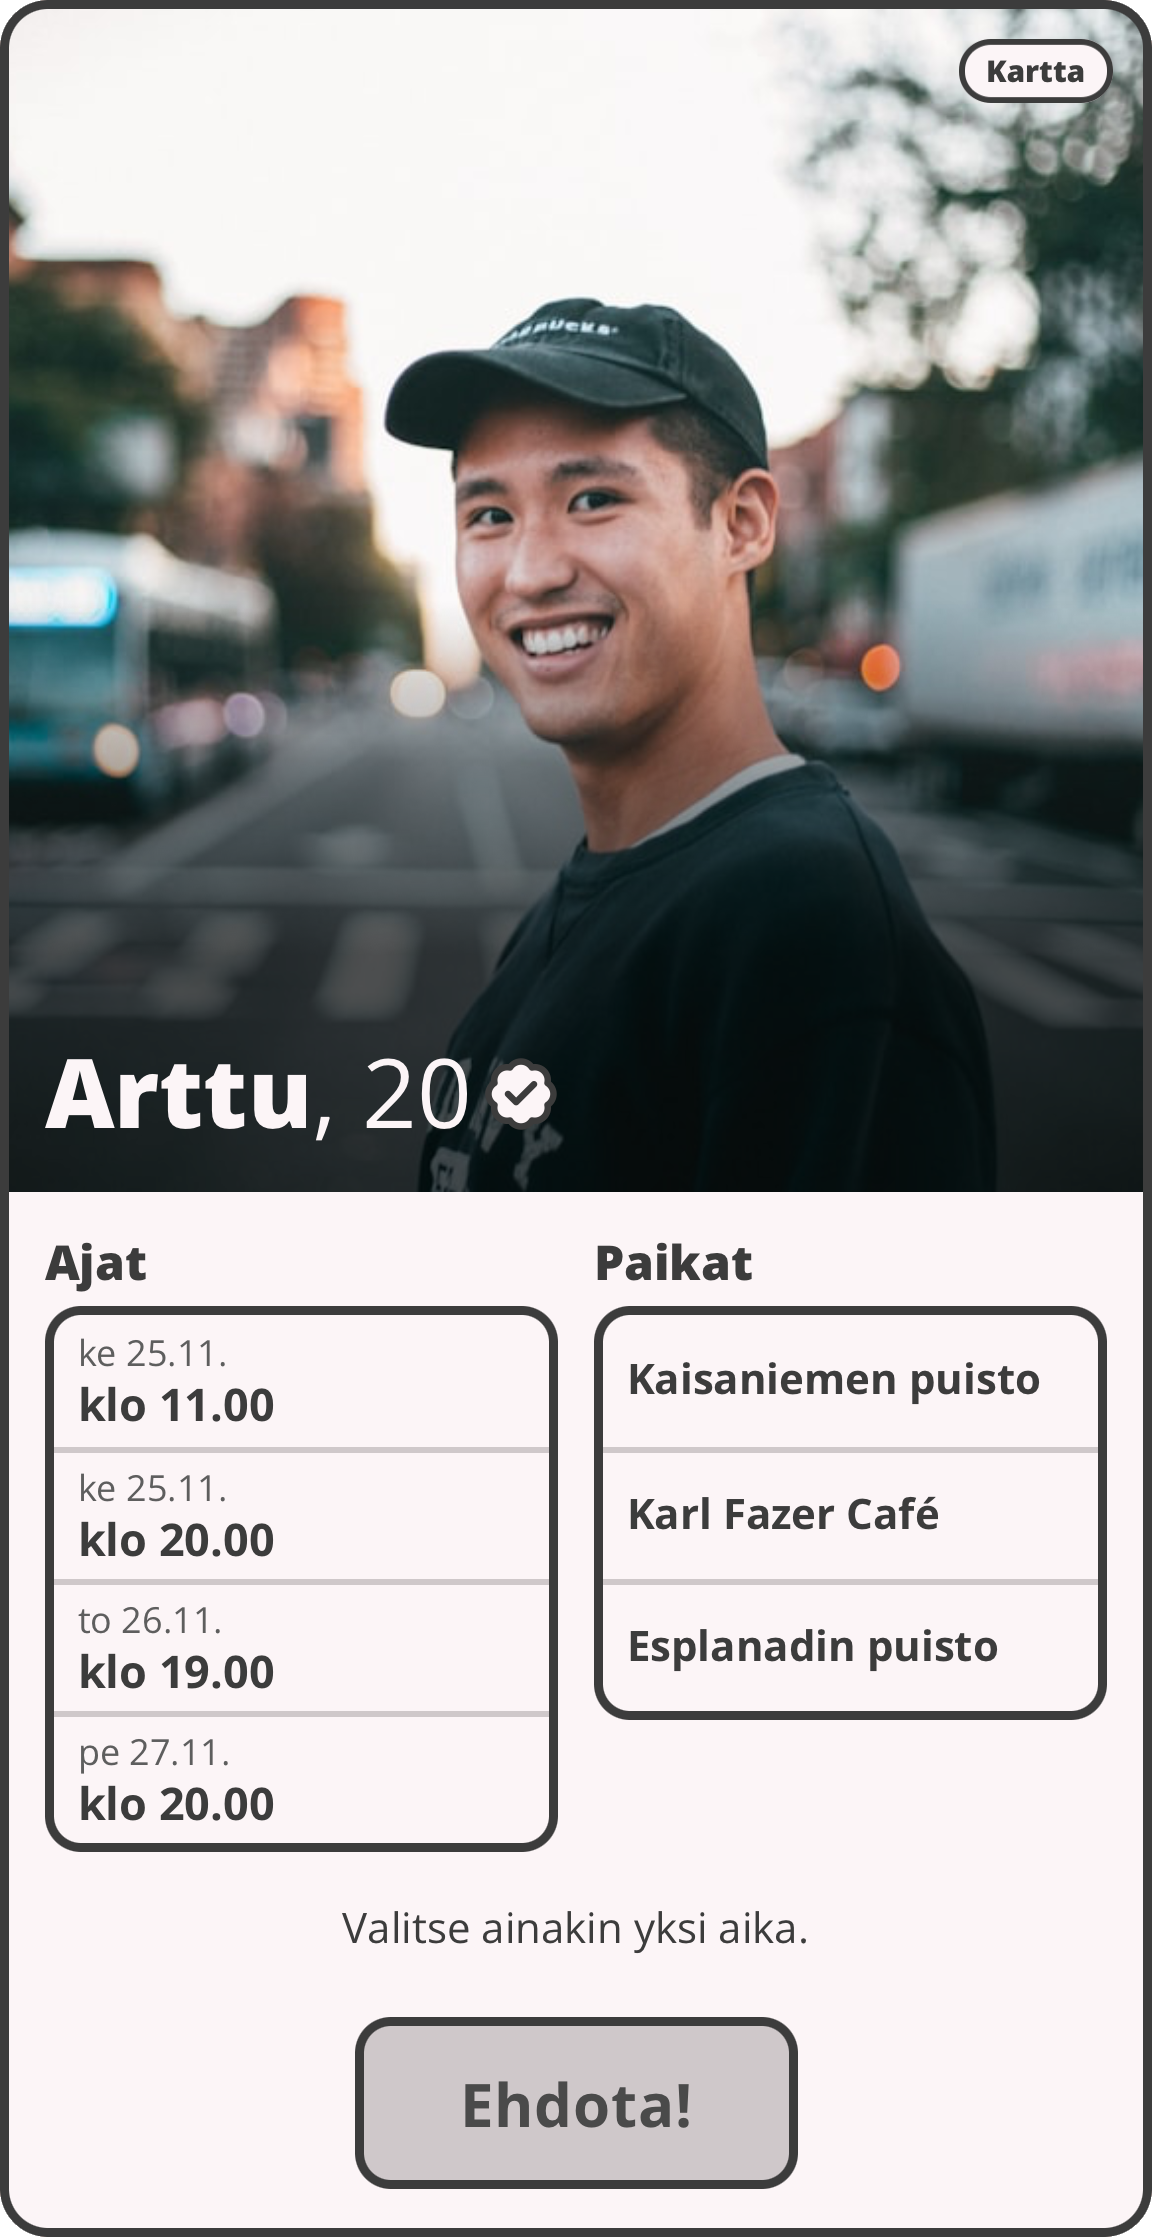 Kartta
Arttu, 20
Ajat
ke 25.11.
klo 11.00
ke 25.11.
klo 20.00
to 26.11.
klo 19.00
pe 27.11.
klo 20.00
Paikat
Kaisaniemen puisto
Karl Fazer Café
Esplanadin puisto
Valitse ainakin yksi aika.
Ehdota!